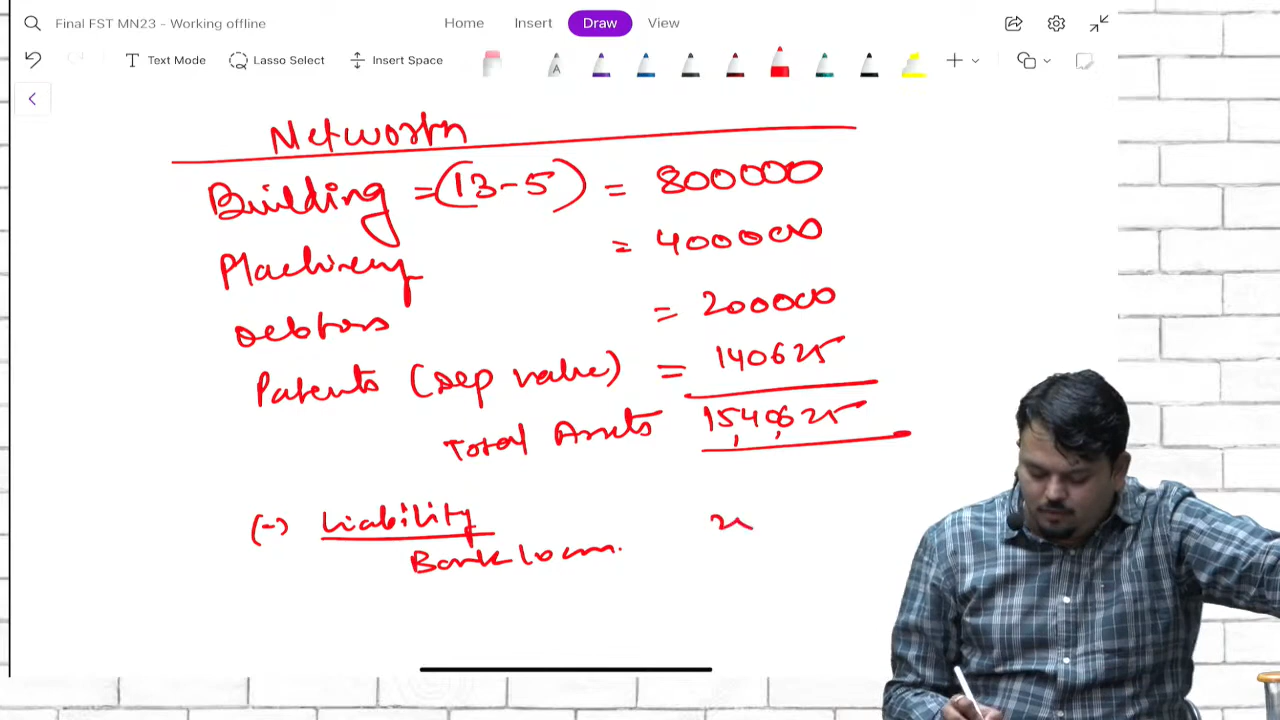 Final FST MN23 - Working offline
Home Insert Draw View
Text Mode Lasso Select Insert Space
Networth
Building = (13-5) = 800000
Machinery = 400000
Debtors = 200000
Patents (Dep value) = 140625
Total Assets 1540625
(-) Liability
Bank loan.